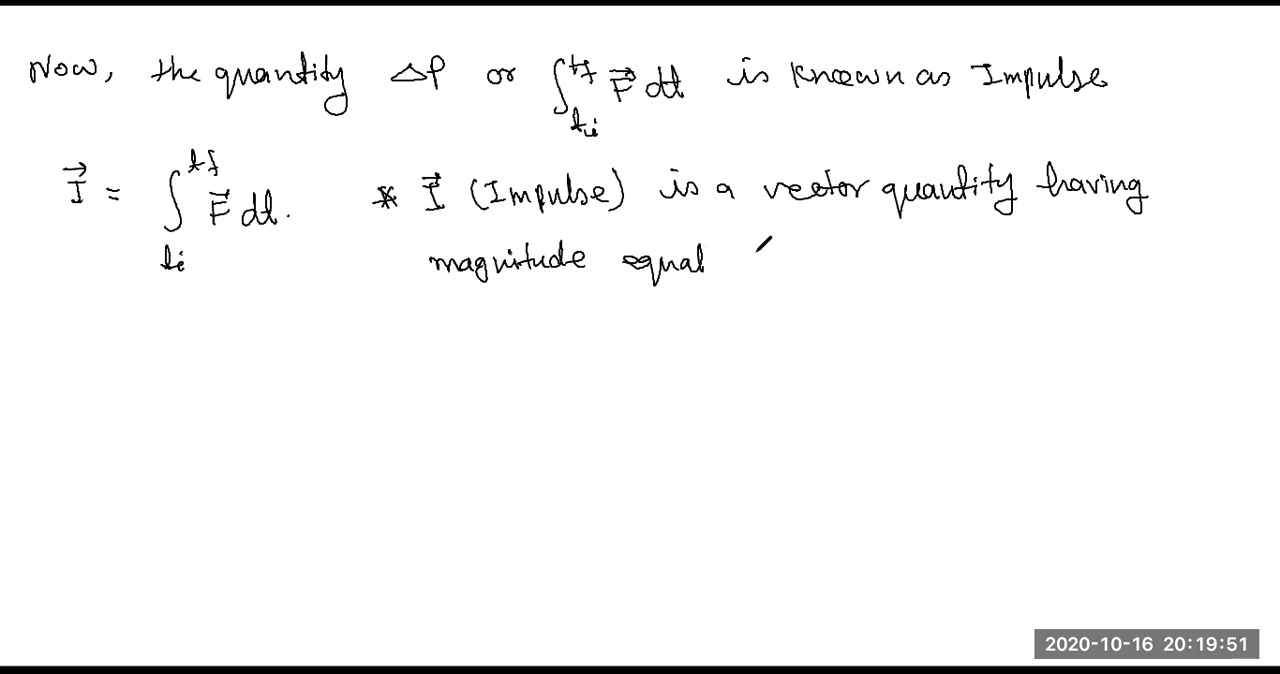 Now, the quantity ΔP or ∫_{ti}^{tf} F⃗ dt is known as Impulse
I⃗ = ∫_{ti}^{tf} F⃗ dt. * I⃗ (Impulse) is a vector quantity having
magnitude equal
2020-10-16 20:19:51